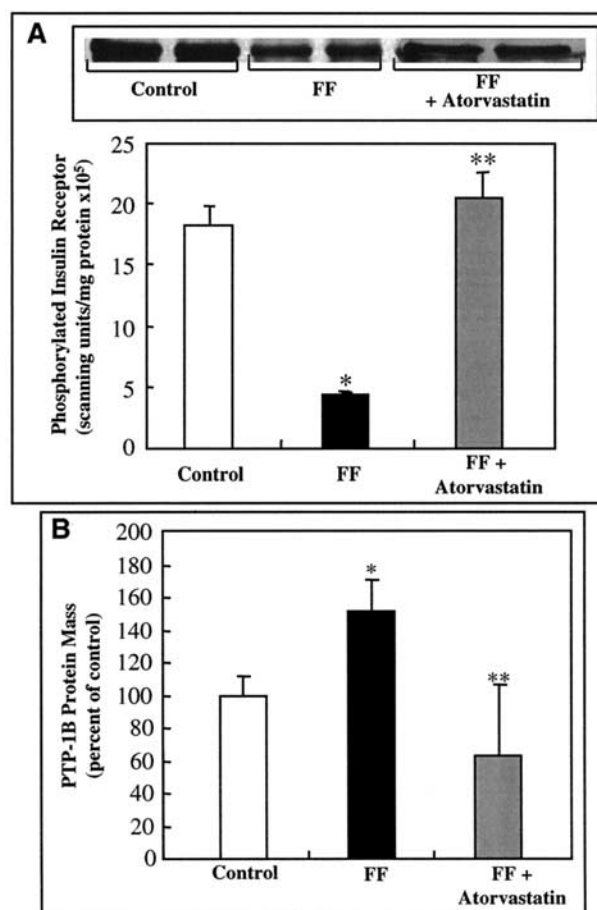 A
Control FF FF
+ Atorvastatin
Phosphorylated Insulin Receptor
(scanning units/mg protein x10⁵)
25
20
15
10
5
0
*
**
Control FF FF +
Atorvastatin
B
PTP-1B Protein Mass
(percent of control)
200
180
160
140
120
100
80
60
40
20
0
*
**
Control FF FF +
Atorvastatin